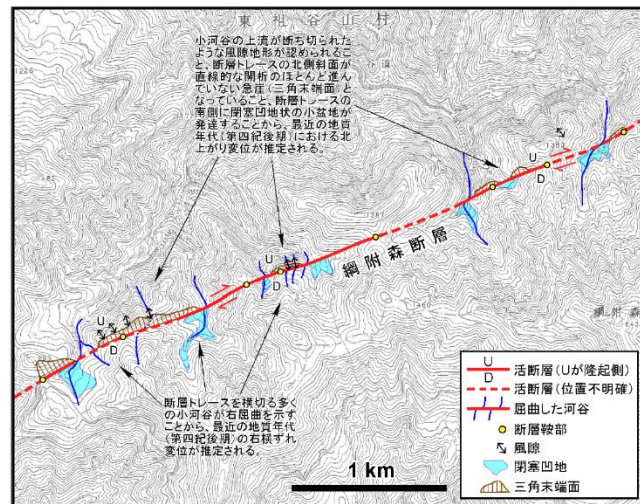 東祖谷山村
小河谷の上流が断ち切られた
ような風隙地形が認められるこ
と、断層トレースの北側斜面が
直線的な開析のほとんど進ん
でいない急崖(三角末端面)と
なっていること、断層トレースの
南側に閉塞凹地状の小盆地が
発達することから、最近の地質
年代(第四紀後期)における北
上がり変位が推定される。
U
D
U
D
綱附森断層
U
D
断層トレースを横切る多く
の小河谷が右屈曲を示す
ことから、最近の地質年代
(第四紀後期)の右横ずれ
変位が推定される。
1 km
U
活断層(Uが隆起側)
D
活断層(位置不明確)
屈曲した河谷
断層鞍部
風隙
閉塞凹地
三角末端面